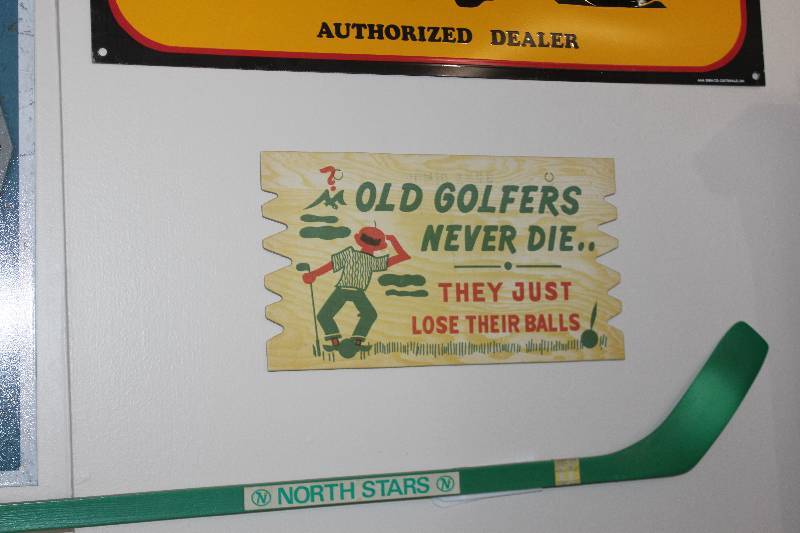 AUTHORIZED DEALER
?
OLD GOLFERS
NEVER DIE..
THEY JUST
LOSE THEIR BALLS
N NORTH STARS N